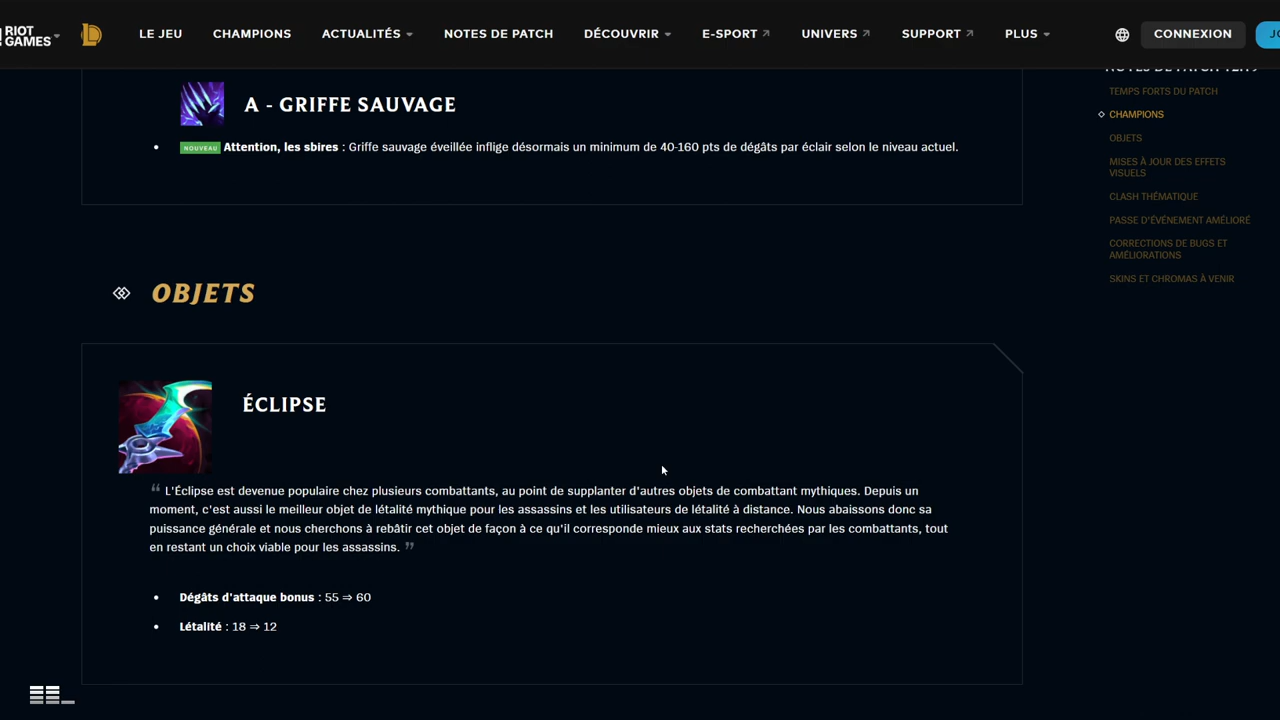 RIOT GAMES
LE JEU
CHAMPIONS
ACTUALITÉS
NOTES DE PATCH
DÉCOUVRIR
E-SPORT
UNIVERS
SUPPORT
PLUS
CONNEXION
A - GRIFFE SAUVAGE
NOUVEAU Attention, les sbires : Griffe sauvage éveillée inflige désormais un minimum de 40-160 pts de dégâts par éclair selon le niveau actuel.
TEMPS FORTS DU PATCH
CHAMPIONS
OBJETS
MISES À JOUR DES EFFETS
VISUELS
CLASH THÉMATIQUE
PASSE D'ÉVÉNEMENT AMÉLIORÉ
CORRECTIONS DE BUGS ET
AMÉLIORATIONS
SKINS ET CHROMAS À VENIR
OBJETS
ÉCLIPSE
“ L'Éclipse est devenue populaire chez plusieurs combattants, au point de supplanter d'autres objets de combattant mythiques. Depuis un
moment, c'est aussi le meilleur objet de létalité mythique pour les assassins et les utilisateurs de létalité à distance. Nous abaissons donc sa
puissance générale et nous cherchons à rebâtir cet objet de façon à ce qu'il corresponde mieux aux stats recherchées par les combattants, tout
en restant un choix viable pour les assassins. ”
Dégâts d'attaque bonus : 55 ⇒ 60
Létalité : 18 ⇒ 12